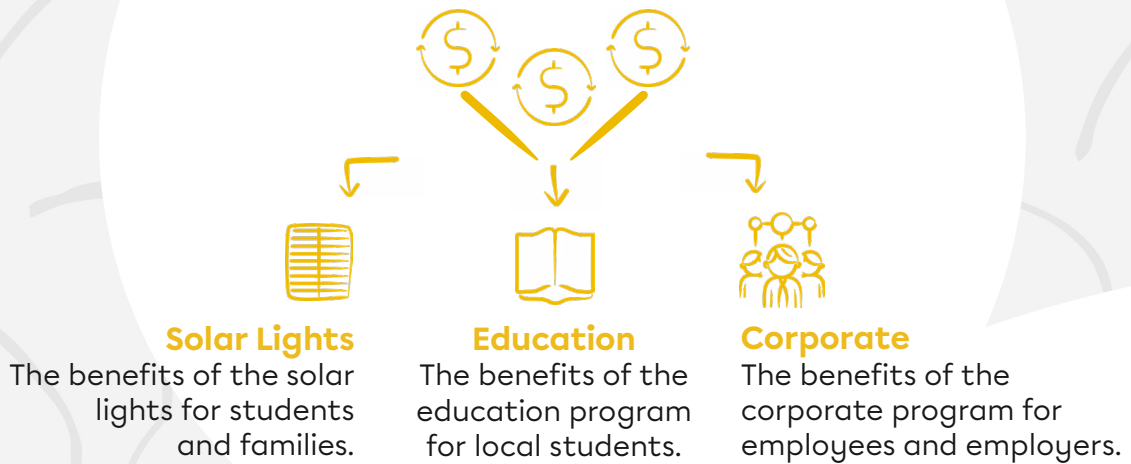 $
$
$
Solar Lights
The benefits of the solar
lights for students
and families.
Education
The benefits of the
education program
for local students.
Corporate
The benefits of the
corporate program for
employees and employers.